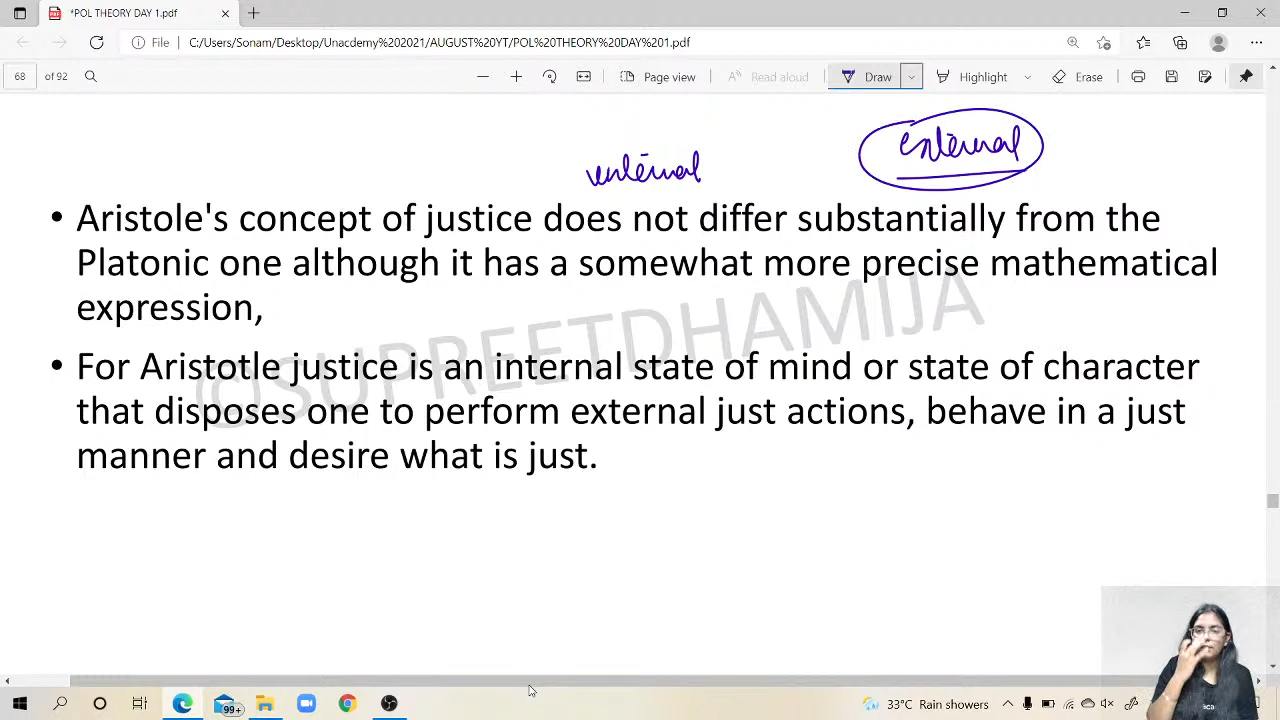 *POL THEORY DAY 1.pdf
File
C:/Users/Sonam/Desktop/Unacdemy%202021/AUGUST%20YT/POL%20THEORY%20DAY%201.pdf
68 of 92
Page view
Read aloud
Draw
Highlight
Erase
external
internal
• Aristole's concept of justice does not differ substantially from the
Platonic one although it has a somewhat more precise mathematical
expression,
• For Aristotle justice is an internal state of mind or state of character
that disposes one to perform external just actions, behave in a just
manner and desire what is just.
©SUPREETDHAMIJA
99+
33°C Rain showers